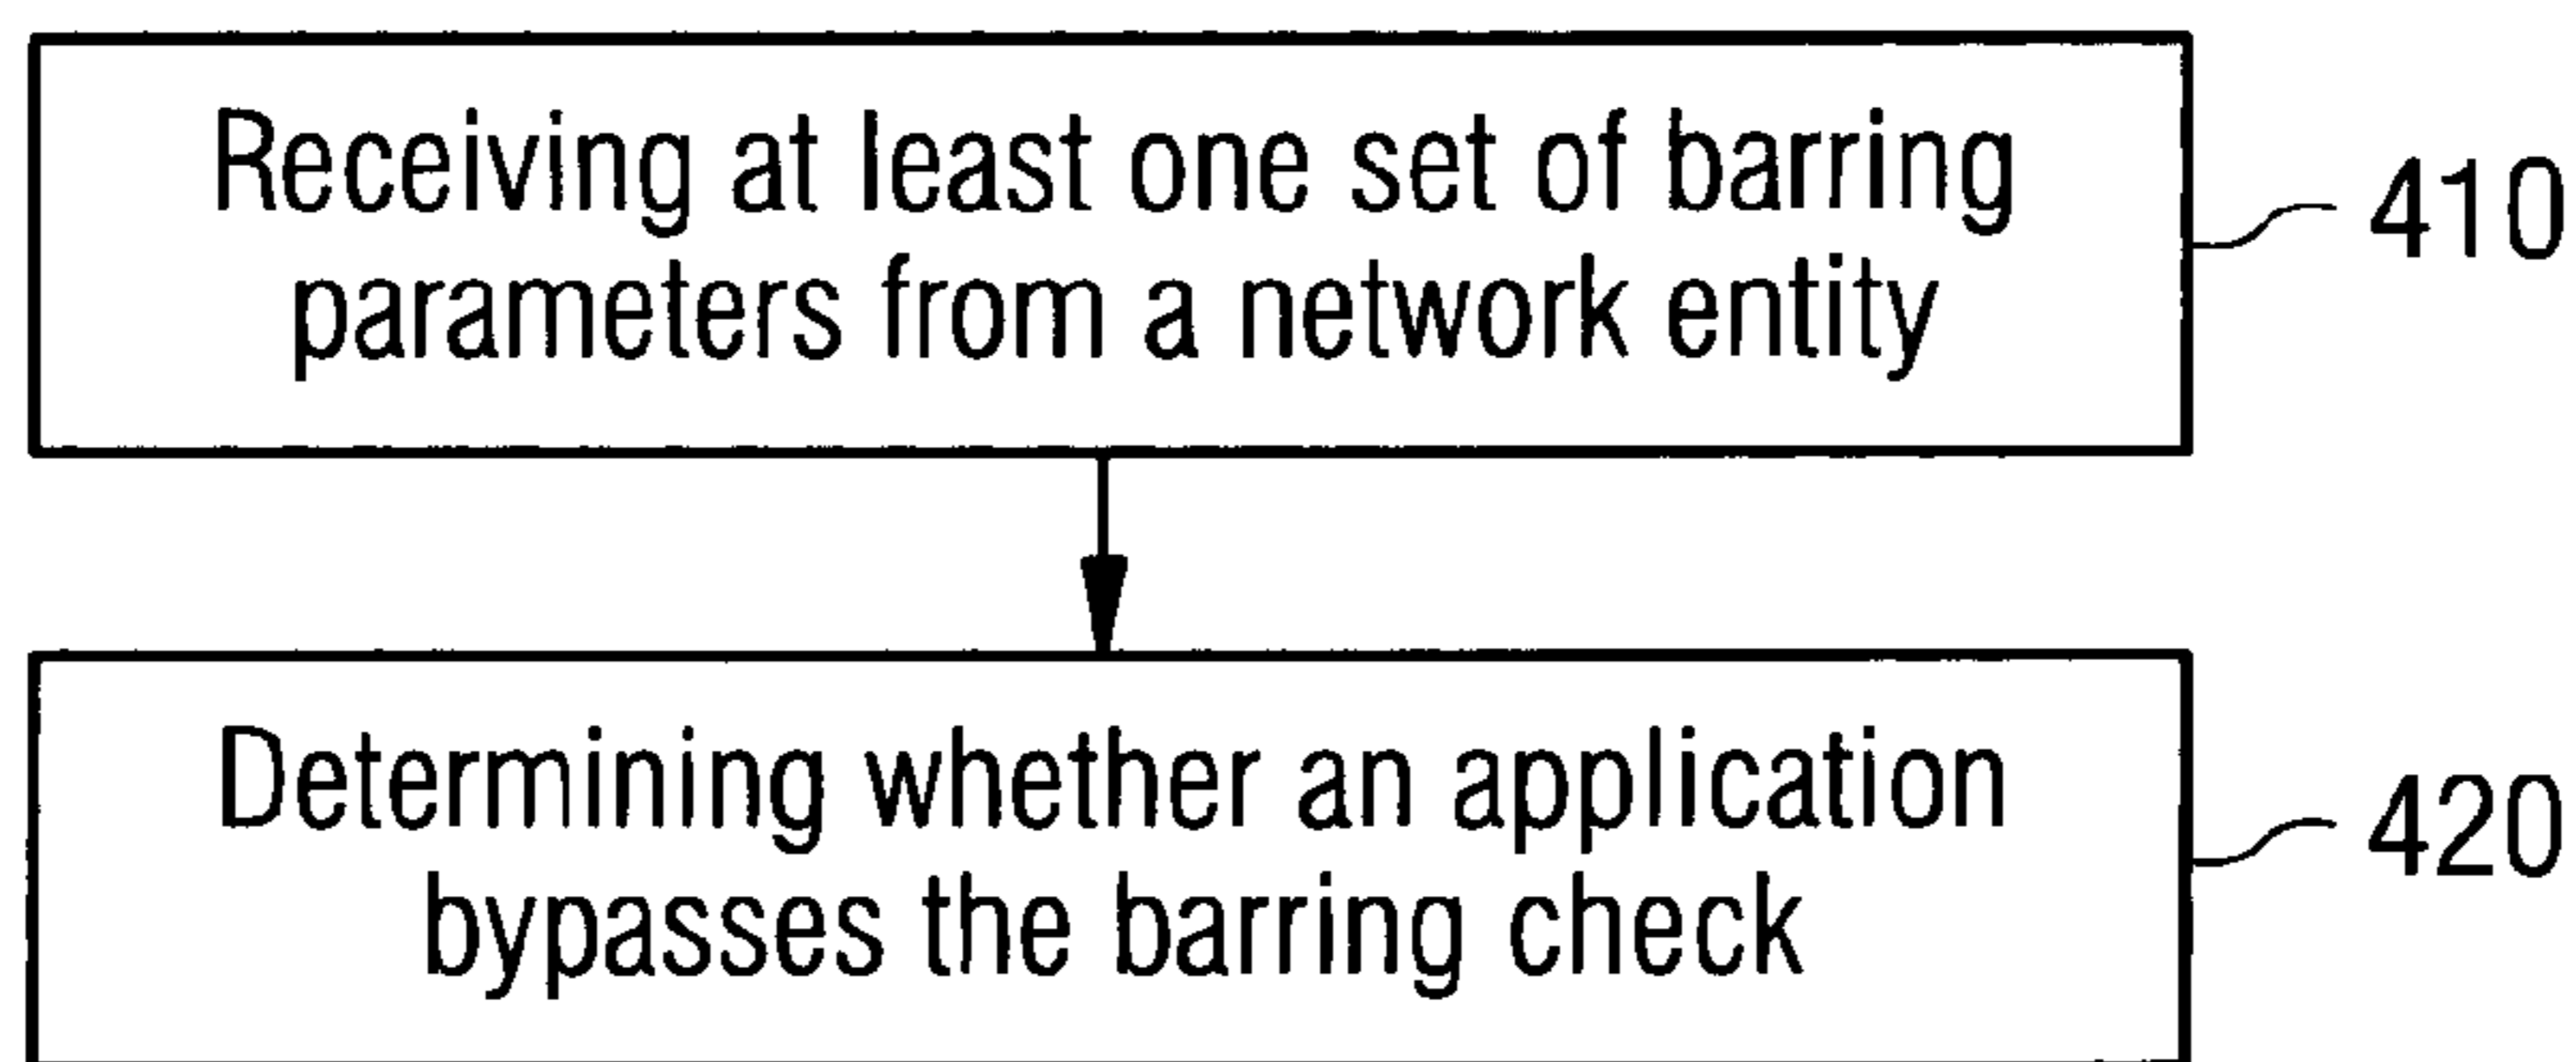 Receiving at least one set of barring
parameters from a network entity
410
Determining whether an application
bypasses the barring check
420